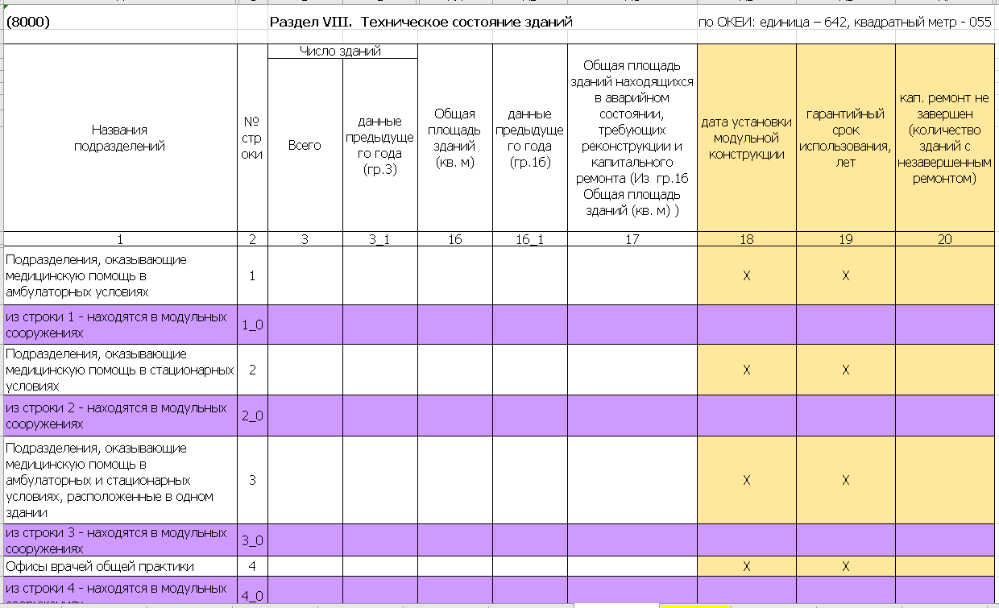 (8000)
Раздел VIII.  Техническое состояние зданий
по ОКЕИ: единица – 642, квадратный метр - 055
Названия
подразделений
№
стр
оки
Число зданий
Всего
данные
предыдуще
го года
(гр.3)
Общая
площадь
зданий
(кв. м)
данные
предыдуще
го года
(гр.16)
Общая площадь
зданий находящихся
в аварийном
состоянии,
требующих
реконструкции и
капитального
ремонта (Из  гр.16
Общая площадь
зданий (кв. м) )
дата установки
модульной
конструкции
гарантийный
срок
использования,
лет
кап. ремонт не
завершен
(количество
зданий с
незавершенным
ремонтом)
1 2 3 3_1 16 16_1 17 18 19 20
Подразделения, оказывающие
медицинскую помощь в
амбулаторных условиях
1 X X
из строки 1 - находятся в модульных
сооружениях
1_0
Подразделения, оказывающие
медицинскую помощь в стационарных
условиях
2 X X
из строки 2 - находятся в модульных
сооружениях
2_0
Подразделения, оказывающие
медицинскую помощь в
амбулаторных и стационарных
условиях, расположенные в одном
здании
3 X X
из строки 3 - находятся в модульных
сооружениях
3_0
Офисы врачей общей практики 4 X X
из строки 4 - находятся в модульных
4_0